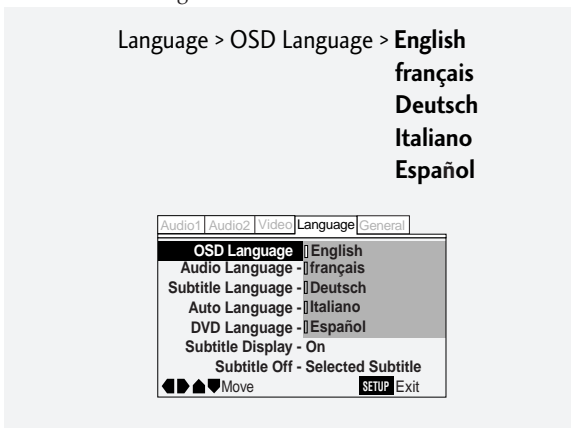 Language > OSD Language > English
français
Deutsch
Italiano
Español
Audio1 Audio2 Video Language General
OSD Language English
Audio Language - français
Subtitle Language - Deutsch
Auto Language - Italiano
DVD Language - Español
Subtitle Display - On
Subtitle Off - Selected Subtitle
Move SETUP Exit